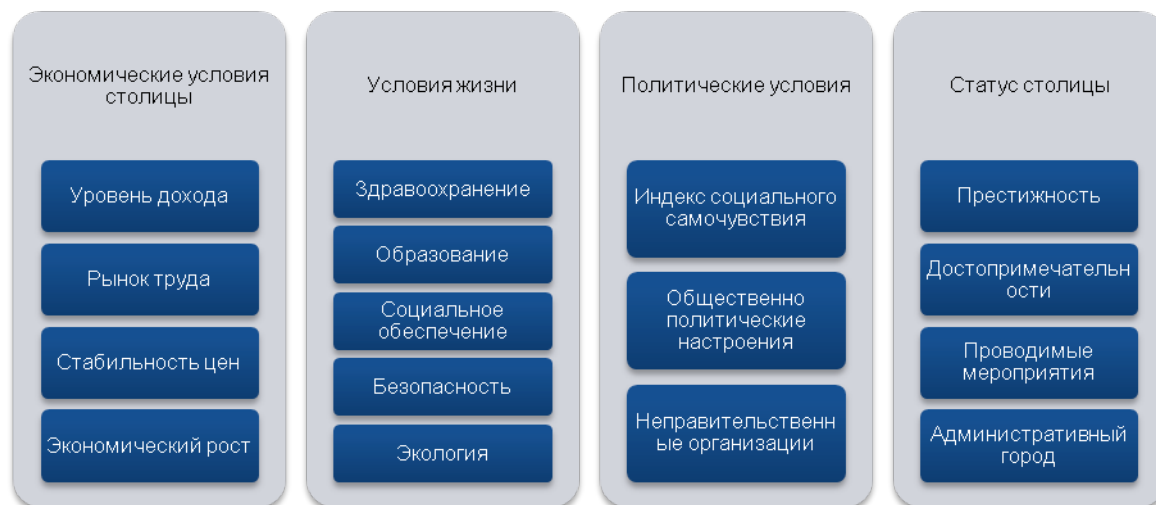 Экономические условия
столицы
Уровень дохода
Рынок труда
Стабильность цен
Экономический рост
Условия жизни
Здравоохранение
Образование
Социальное
обеспечение
Безопасность
Экология
Политические условия
Индекс социального
самочувствия
Общественно
политические
настроения
Неправительственн
ые организации
Статус столицы
Престижность
Достопримечательн
ости
Проводимые
мероприятия
Административный
город